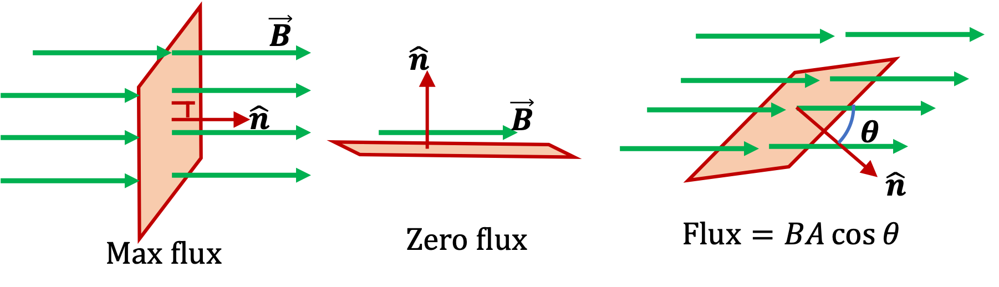 B⃗
n̂
Max flux
n̂
B⃗
Zero flux
θ
n̂
Flux = BA cos θ